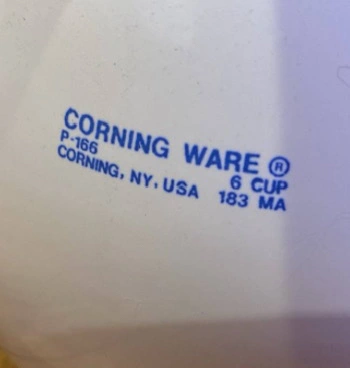 CORNING WARE ®
P-166 6 CUP
CORNING, NY, USA 183 MA